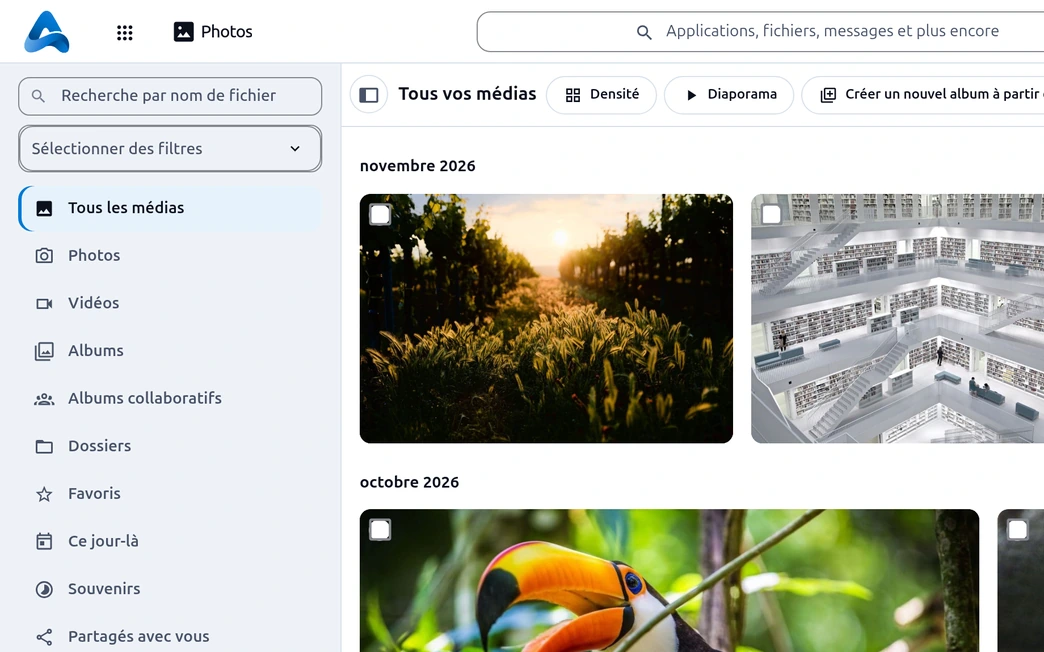 Photos
Applications, fichiers, messages et plus encore
Recherche par nom de fichier
Sélectionner des filtres
Tous les médias
Photos
Vidéos
Albums
Albums collaboratifs
Dossiers
Favoris
Ce jour-là
Souvenirs
Partagés avec vous
Tous vos médias
Densité
Diaporama
Créer un nouvel album à partir
novembre 2026
octobre 2026